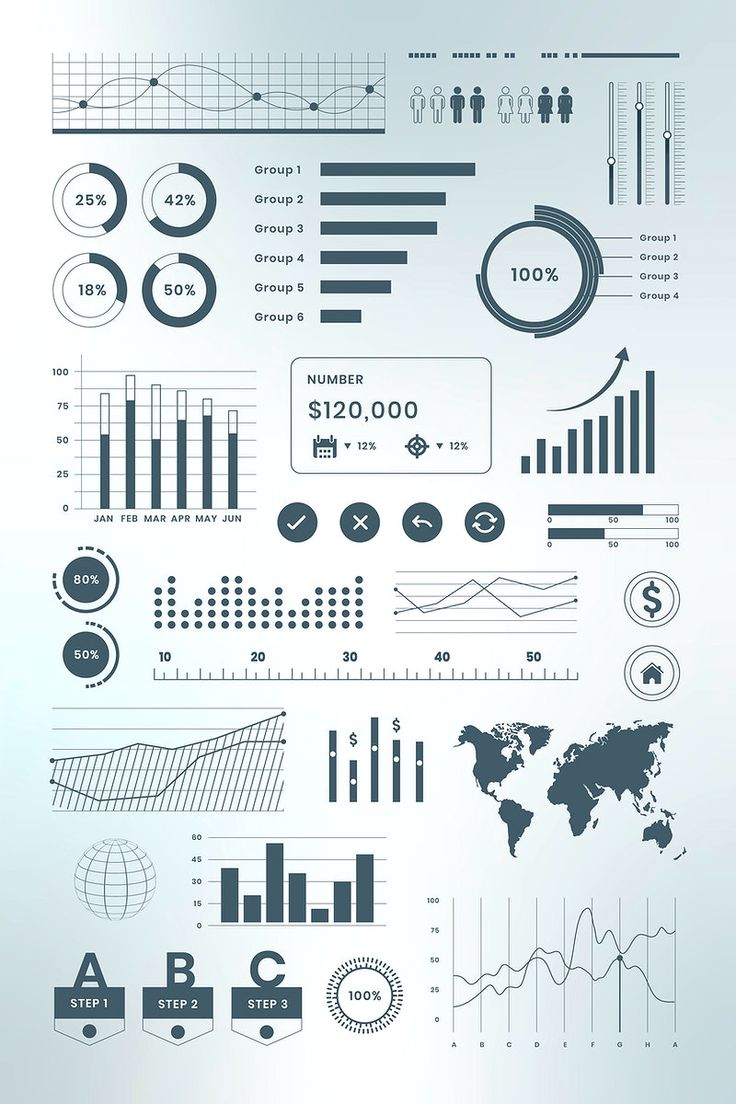 25%
42%
18%
50%
Group 1
Group 2
Group 3
Group 4
Group 5
Group 6
100%
Group 1
Group 2
Group 3
Group 4
100
75
50
25
0
JAN FEB MAR APR MAY JUN
NUMBER
$120,000
▼ 12% ▼ 12%
0 50 100
0 50 100
80%
50%
$
10 20 30 40 50
$ $
60
45
30
15
0
A B C
STEP 1 STEP 2 STEP 3
100%
100
75
50
25
0
A B C D E F G H A